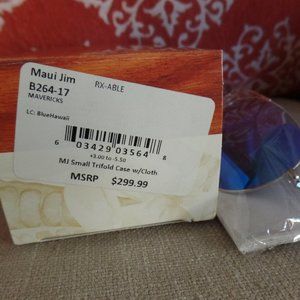 Maui Jim RX-ABLE
B264-17
MAVERICKS
LC: BlueHawaii
6 03429 03564 8
+3.00 to -5.50
MJ Small Trifold Case w/Cloth
MSRP $299.99